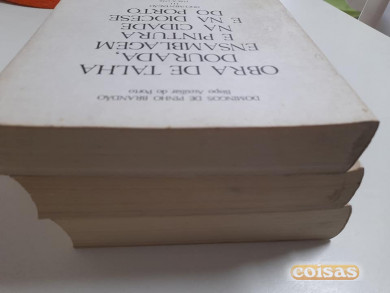 DOMINGOS DE PINHO BRANDÃO
Bispo Auxiliar do Porto
OBRA DE TALHA
DOURADA,
ENSAMBLAGEM
E PINTURA
NA CIDADE
E NA DIOCESE
DO PORTO
coisas